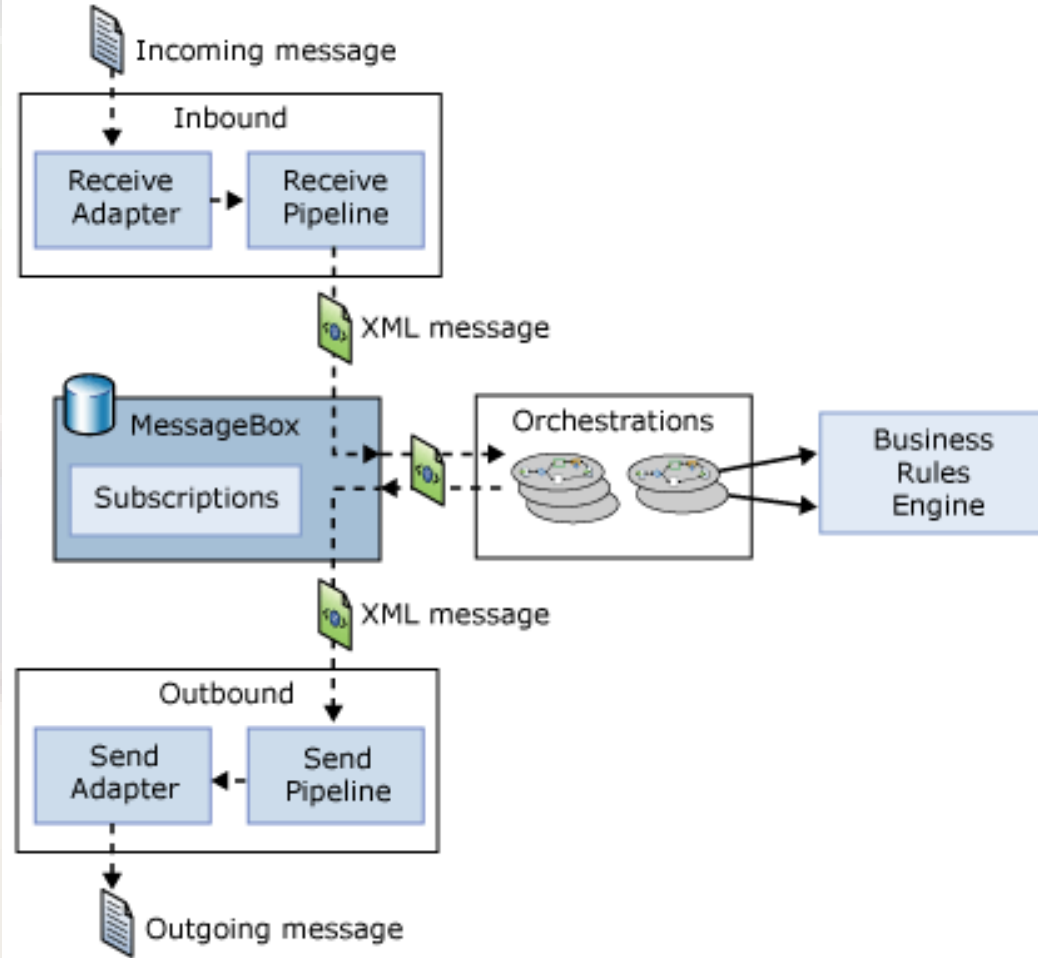 Incoming message
Inbound
Receive
Adapter
Receive
Pipeline
XML message
MessageBox
Subscriptions
Orchestrations
Business
Rules
Engine
XML message
Outbound
Send
Adapter
Send
Pipeline
Outgoing message